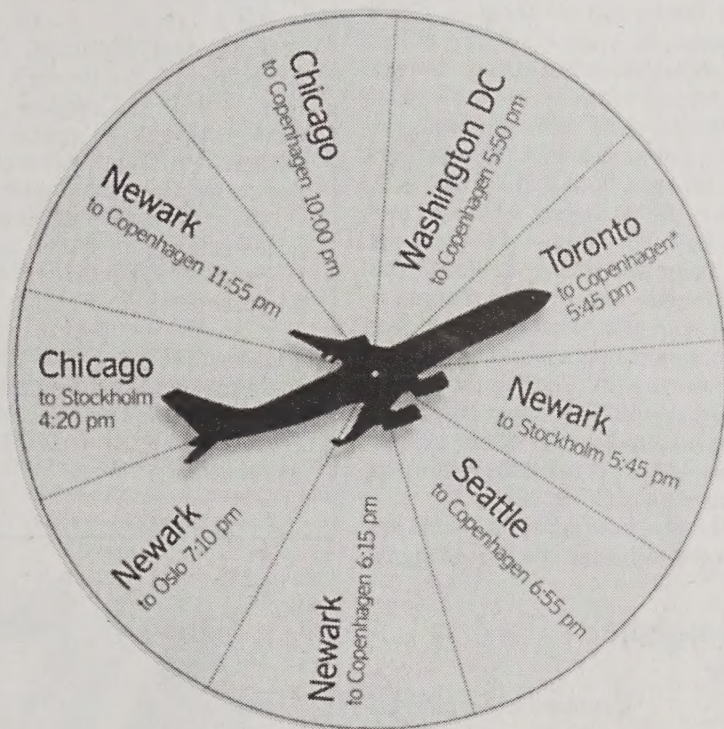 Chicago
to Copenhagen 10:00 pm
Washington DC
to Copenhagen 5:50 pm
Toronto
to Copenhagen*
5:45 pm
Newark
to Stockholm 5:45 pm
Seattle
to Copenhagen 6:55 pm
Newark
to Copenhagen 6:15 pm
Newark
to Oslo 7:10 pm
Chicago
to Stockholm
4:20 pm
Newark
to Copenhagen 11:55 pm